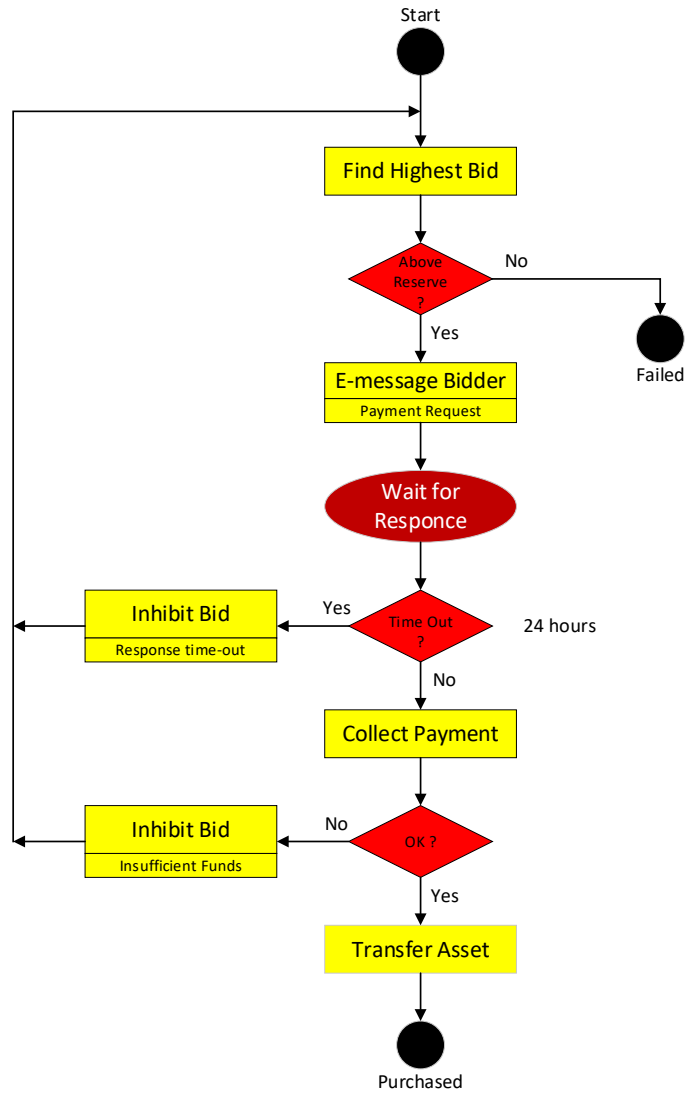 Start
Find Highest Bid
Above
Reserve
?
No
Yes
Failed
E-message Bidder
Payment Request
Wait for
Responce
Inhibit Bid
Response time-out
Yes
Time Out
?
24 hours
No
Collect Payment
Inhibit Bid
Insufficient Funds
No
OK ?
Yes
Transfer Asset
Purchased